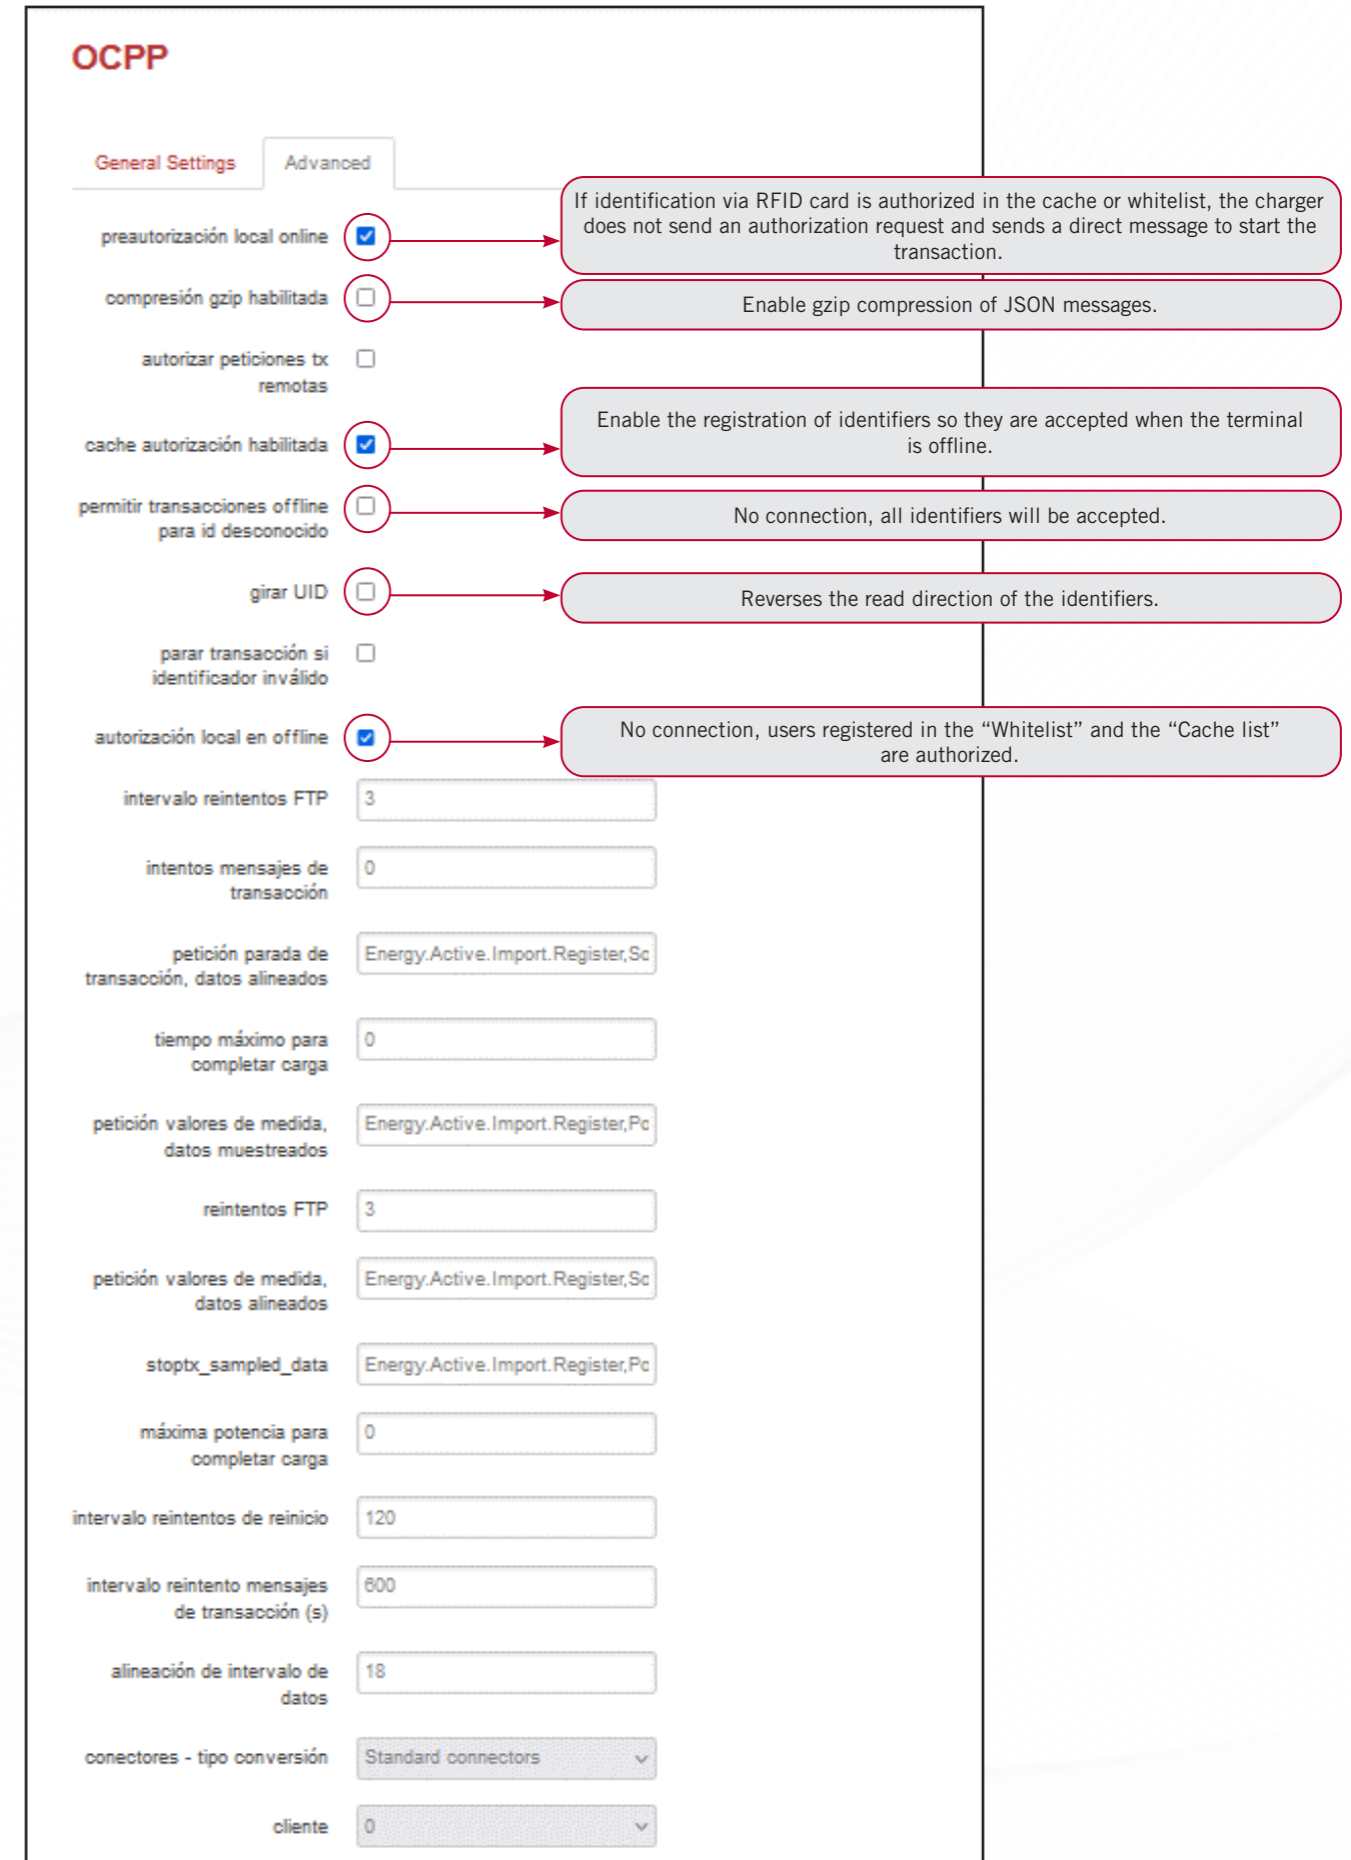 OCPP
General Settings
Advanced
preautorización local online
If identification via RFID card is authorized in the cache or whitelist, the charger
does not send an authorization request and sends a direct message to start the
transaction.
compresión gzip habilitada
Enable gzip compression of JSON messages.
autorizar peticiones tx
remotas
cache autorización habilitada
Enable the registration of identifiers so they are accepted when the terminal
is offline.
permitir transacciones offline
para id desconocido
No connection, all identifiers will be accepted.
girar UID
Reverses the read direction of the identifiers.
parar transacción si
identificador inválido
autorización local en offline
No connection, users registered in the “Whitelist” and the “Cache list”
are authorized.
intervalo reintentos FTP
3
intentos mensajes de
transacción
0
petición parada de
transacción, datos alineados
Energy.Active.Import.Register,Sc
tiempo máximo para
completar carga
0
petición valores de medida,
datos muestreados
Energy.Active.Import.Register,Pc
reintentos FTP
3
petición valores de medida,
datos alineados
Energy.Active.Import.Register,Sc
stoptx_sampled_data
Energy.Active.Import.Register,Pc
máxima potencia para
completar carga
0
intervalo reintentos de reinicio
120
intervalo reintento mensajes
de transacción (s)
600
alineación de intervalo de
datos
18
conectores - tipo conversión
Standard connectors
cliente
0